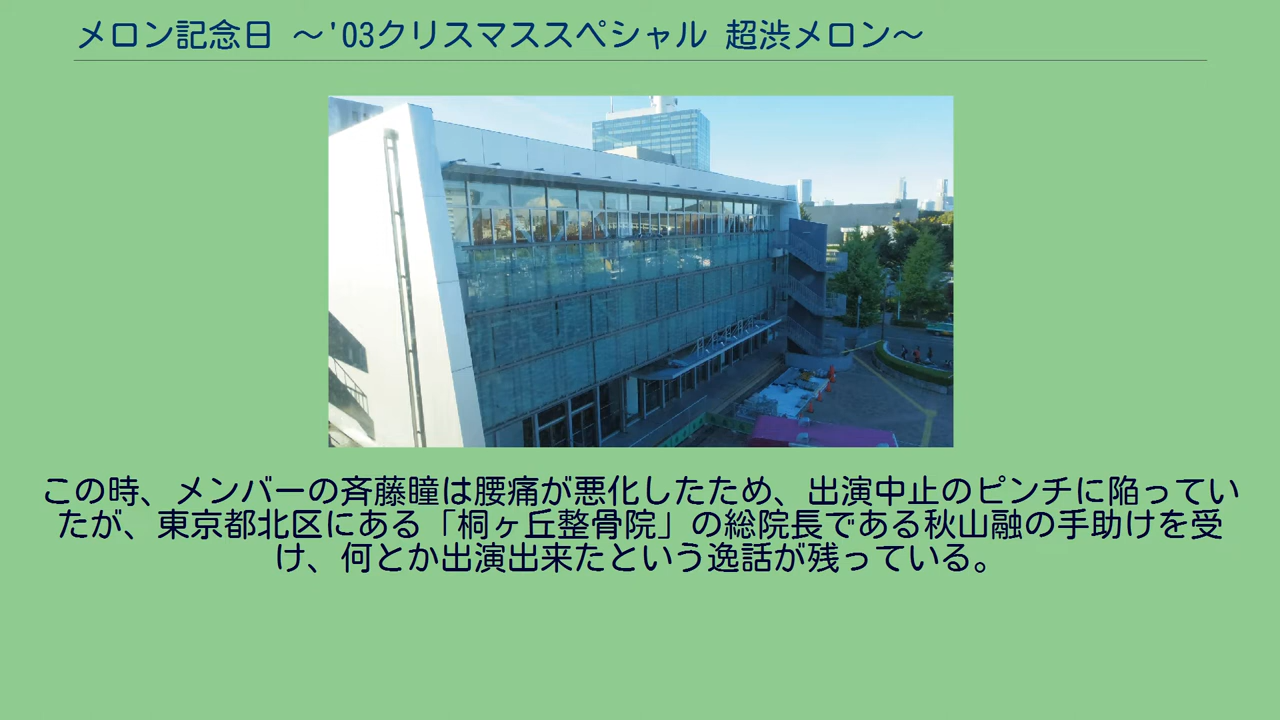 メロン記念日 〜'03クリスマススペシャル 超渋メロン〜
この時、メンバーの斉藤瞳は腰痛が悪化したため、出演中止のピンチに陥ってい
たが、東京都北区にある「桐ヶ丘整骨院」の総院長である秋山融の手助けを受
け、何とか出演出来たという逸話が残っている。